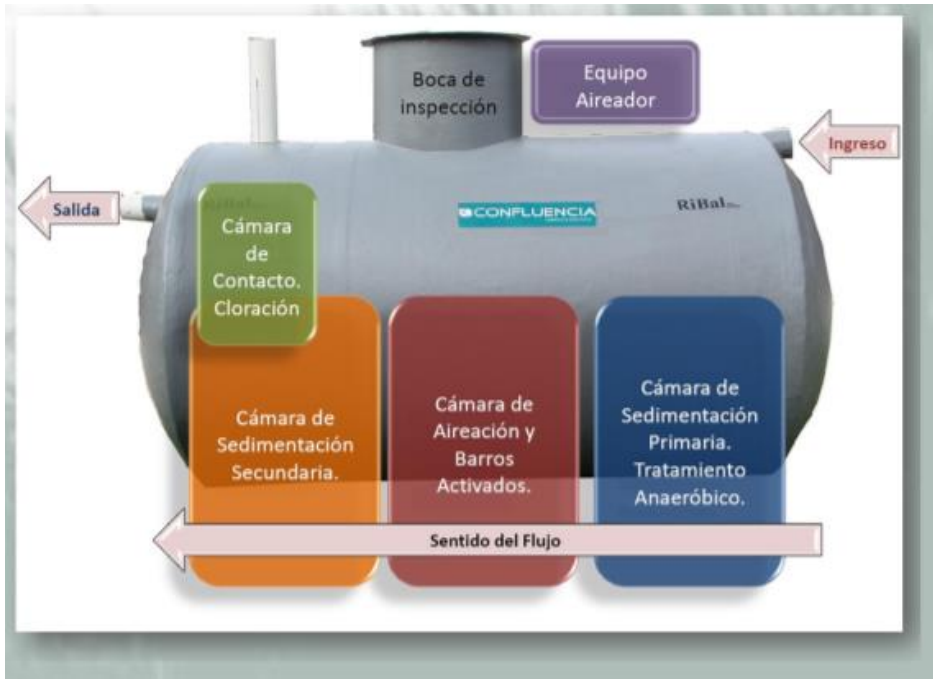 Boca de
inspección
Equipo
Aireador
Ingreso
Salida
CONFLUENCIA
RiBal
Cámara
de
Contacto.
Cloración
Cámara de
Sedimentación
Secundaria.
Cámara de
Aireación y
Barros
Activados.
Cámara de
Sedimentación
Primaria.
Tratamiento
Anaeróbico.
Sentido del Flujo